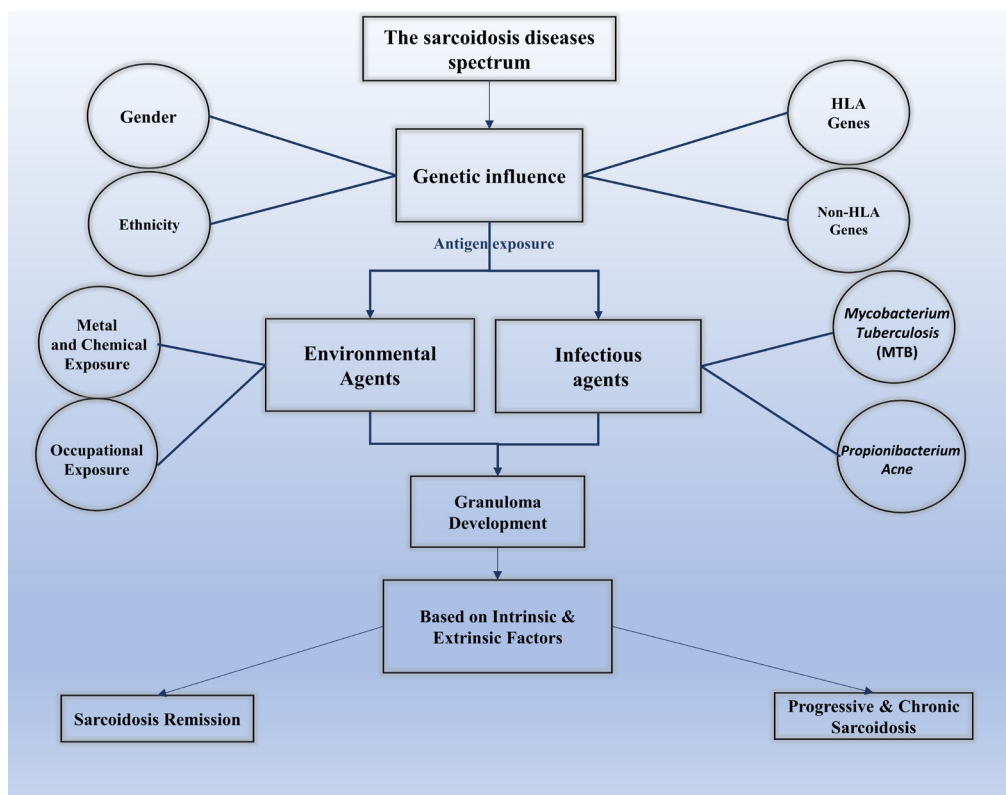 The sarcoidosis diseases
spectrum
Gender
HLA
Genes
Genetic influence
Ethnicity
Non-HLA
Genes
Antigen exposure
Metal
and Chemical
Exposure
Environmental
Agents
Infectious
agents
Mycobacterium
Tuberculosis
(MTB)
Occupational
Exposure
Propionibacterium
Acne
Granuloma
Development
Based on Intrinsic &
Extrinsic Factors
Sarcoidosis Remission
Progressive & Chronic
Sarcoidosis